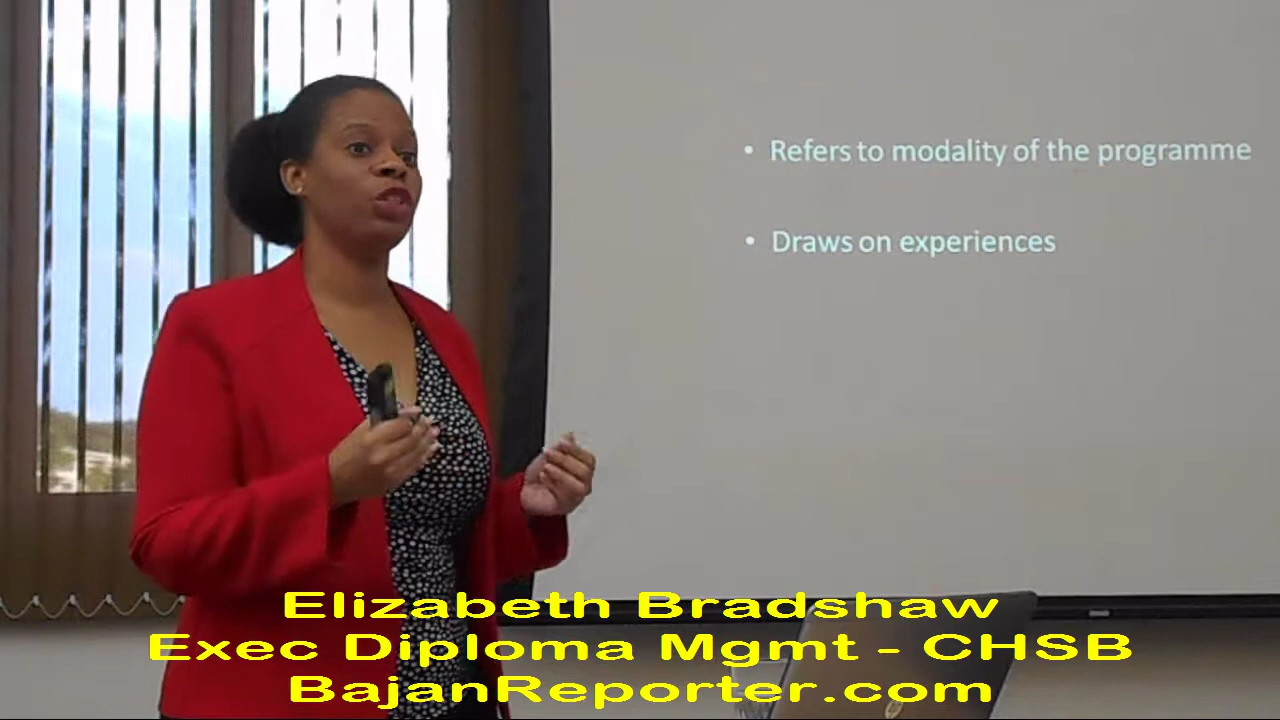 • Refers to modality of the programme
• Draws on experiences
Elizabeth Bradshaw
Exec Diploma Mgmt - CHSB
BajanReporter.com